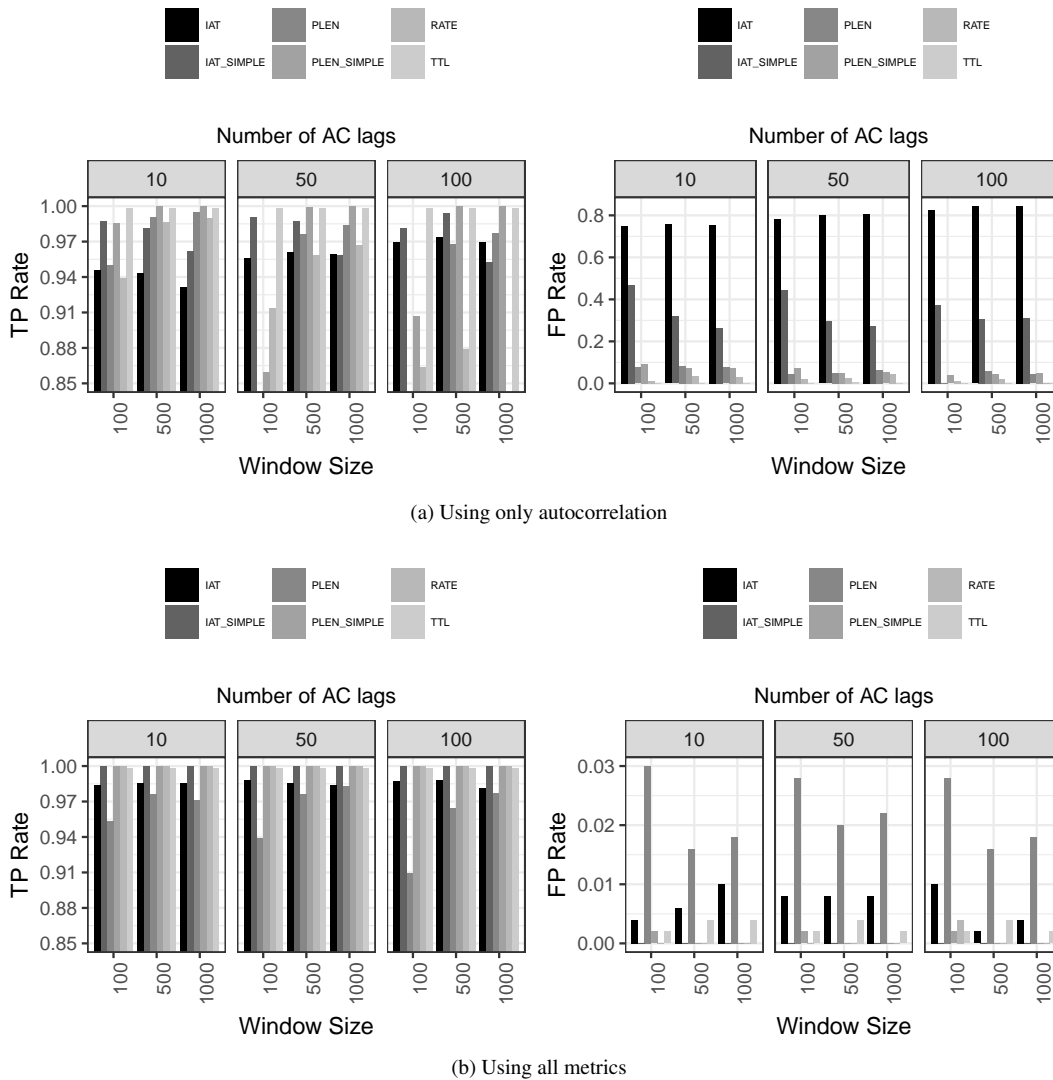 IAT PLEN RATE
IAT_SIMPLE PLEN_SIMPLE TTL
Number of AC lags
10 50 100
1.00
0.97
0.94
0.91
0.88
0.85
TP Rate
100 500 1000 100 500 1000 100 500 1000
Window Size
IAT PLEN RATE
IAT_SIMPLE PLEN_SIMPLE TTL
Number of AC lags
10 50 100
0.8
0.6
0.4
0.2
0.0
FP Rate
100 500 1000 100 500 1000 100 500 1000
Window Size
(a) Using only autocorrelation
IAT PLEN RATE
IAT_SIMPLE PLEN_SIMPLE TTL
Number of AC lags
10 50 100
1.00
0.97
0.94
0.91
0.88
0.85
TP Rate
100 500 1000 100 500 1000 100 500 1000
Window Size
IAT PLEN RATE
IAT_SIMPLE PLEN_SIMPLE TTL
Number of AC lags
10 50 100
0.03
0.02
0.01
0.00
FP Rate
100 500 1000 100 500 1000 100 500 1000
Window Size
(b) Using all metrics